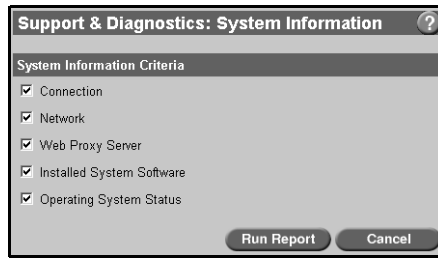 Support & Diagnostics: System Information ?
System Information Criteria
Connection
Network
Web Proxy Server
Installed System Software
Operating System Status
Run Report Cancel